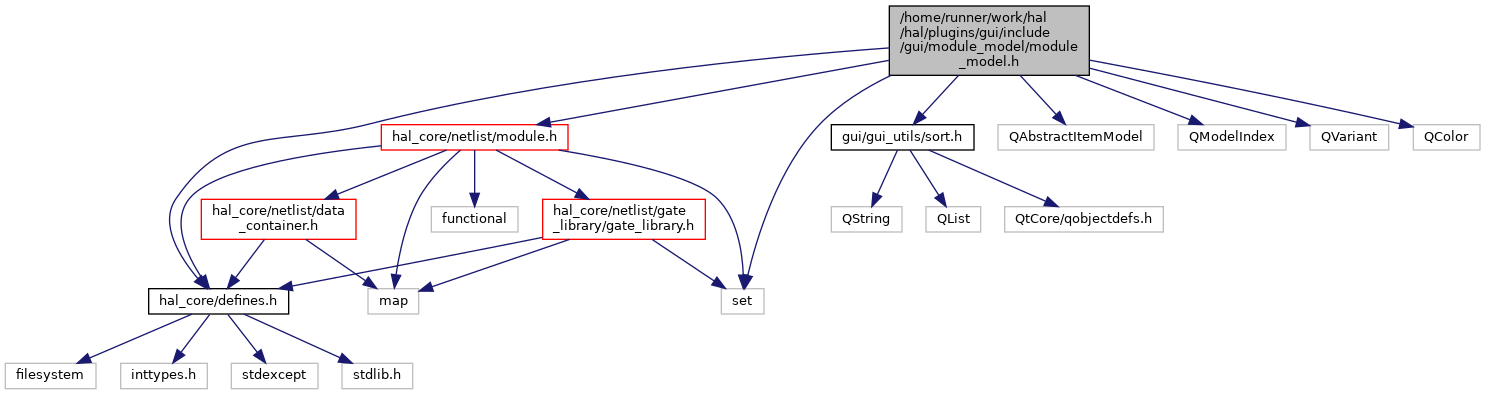 /home/runner/work/hal
/hal/plugins/gui/include
/gui/module_model/module
_model.h
hal_core/netlist/module.h
gui/gui_utils/sort.h
QAbstractItemModel
QModelIndex
QVariant
QColor
hal_core/netlist/data
_container.h
functional
hal_core/netlist/gate
_library/gate_library.h
QString
QList
QtCore/qobjectdefs.h
hal_core/defines.h
map
set
filesystem
inttypes.h
stdexcept
stdlib.h